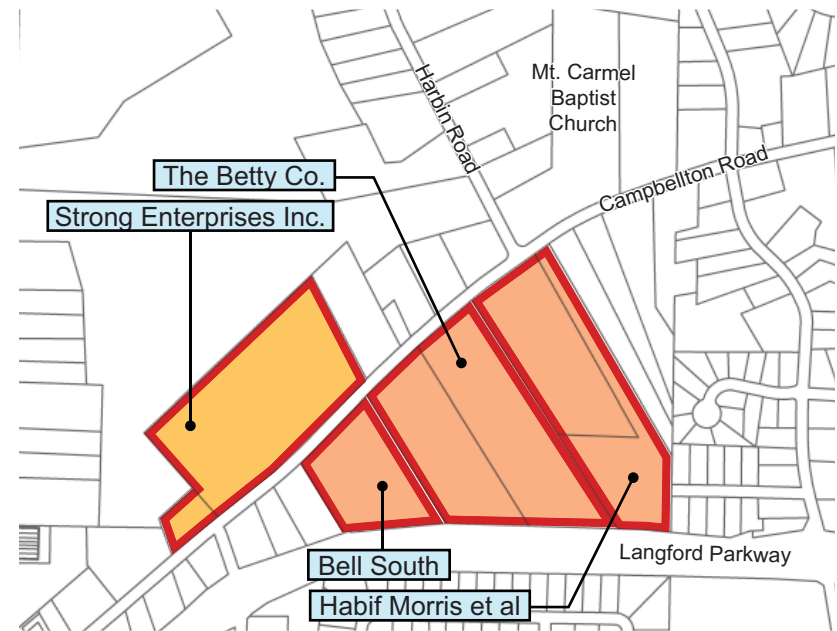 Harbin Road
Mt. Carmel
Baptist
Church
Campbellton Road
The Betty Co.
Strong Enterprises Inc.
Langford Parkway
Bell South
Habif Morris et al